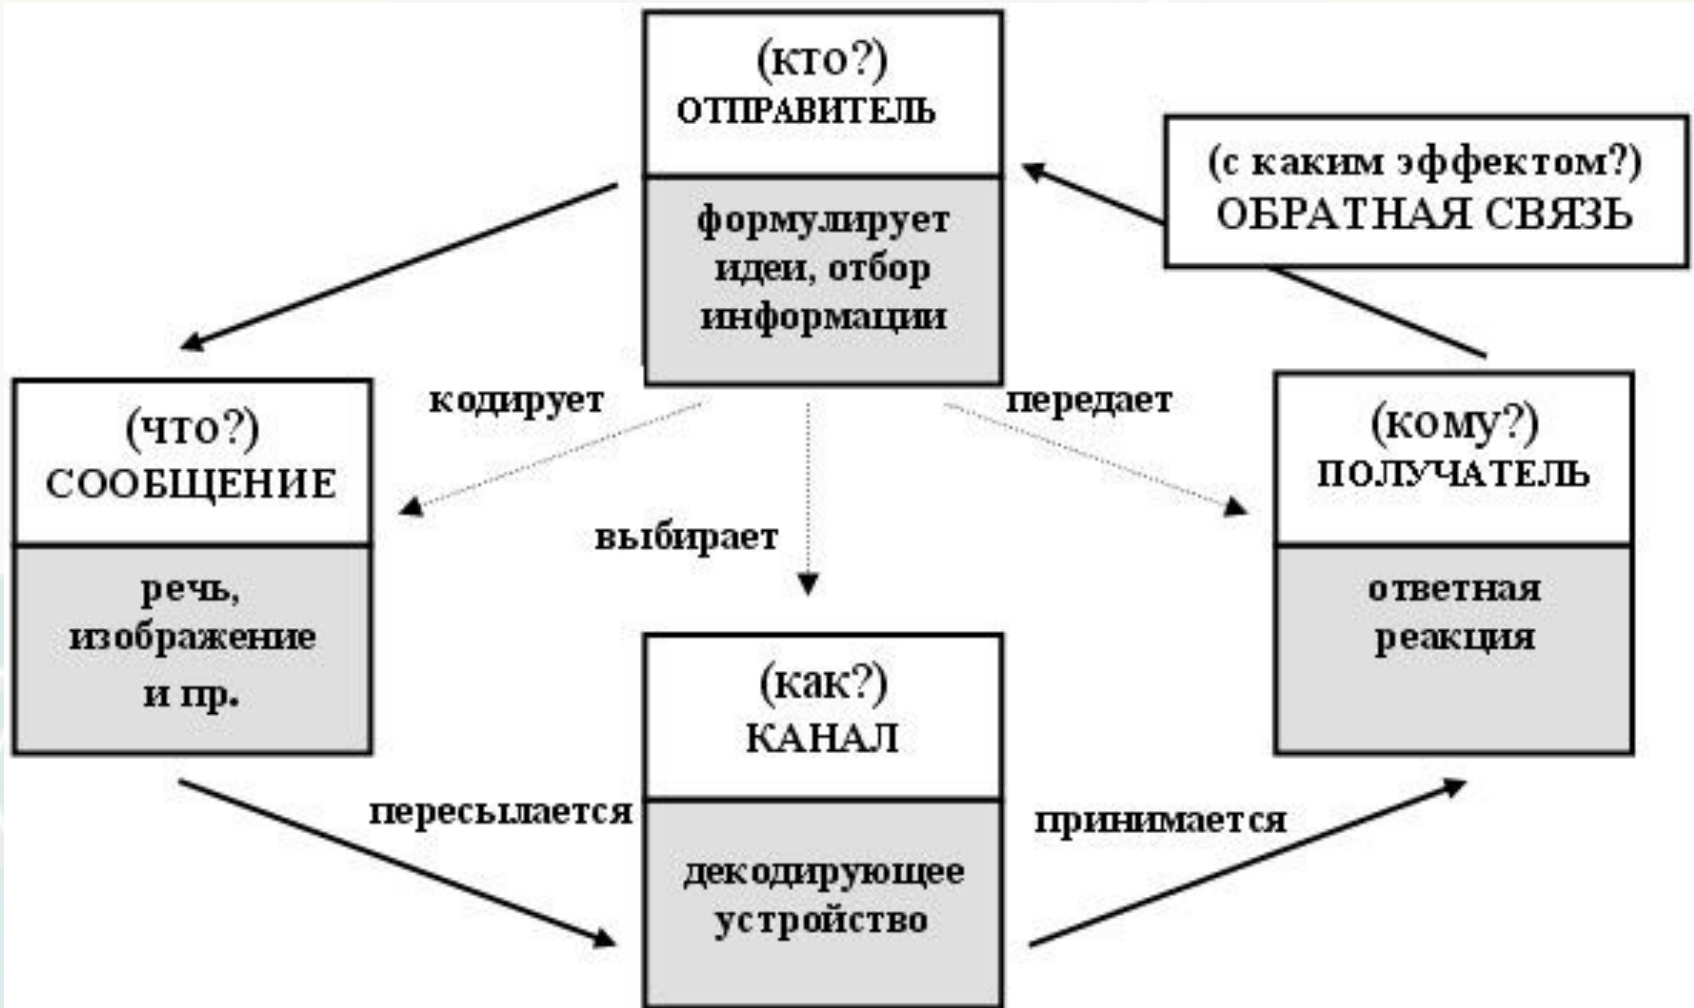 (кто?)
ОТПРАВИТЕЛЬ
формулирует
идеи, отбор
информации
(с каким эффектом?)
ОБРАТНАЯ СВЯЗЬ
кодирует
передает
выбирает
(что?)
СООБЩЕНИЕ
речь,
изображение
и пр.
(кому?)
ПОЛУЧАТЕЛЬ
ответная
реакция
(как?)
КАНАЛ
декодирующее
устройство
пересылается
принимается